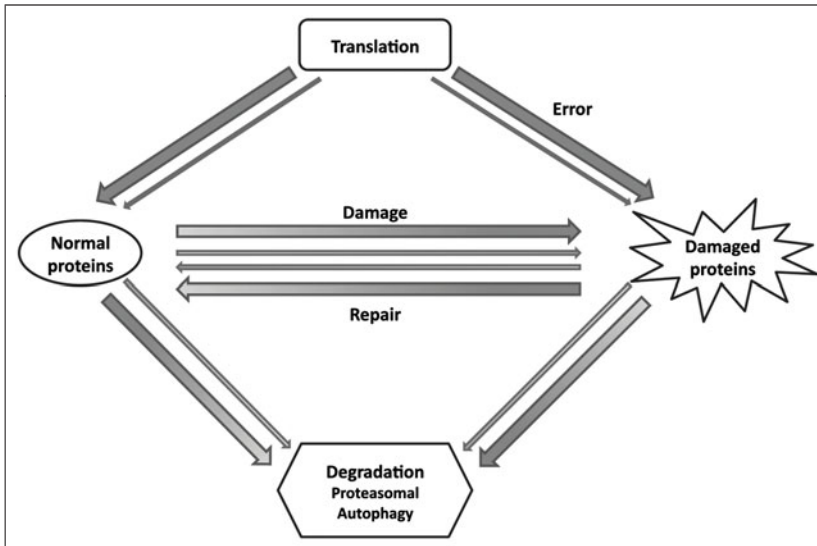 Translation
Error
Damage
Normal
proteins
Damaged
proteins
Repair
Degradation
Proteasomal
Autophagy